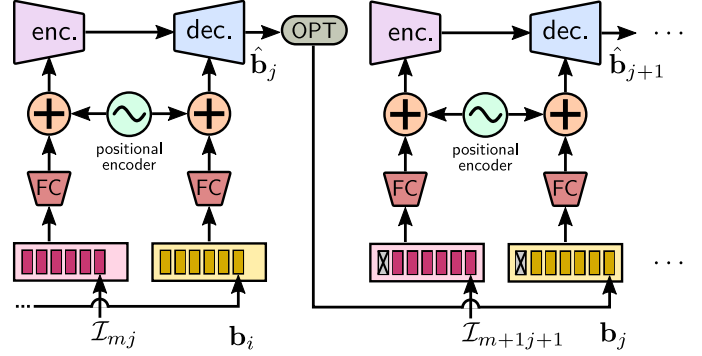 enc. dec. OPT enc. dec. ...
b̂_j b̂_{j+1}
positional encoder positional encoder
FC FC FC FC
... ...
I_{mj} b_i I_{m+1j+1} b_j